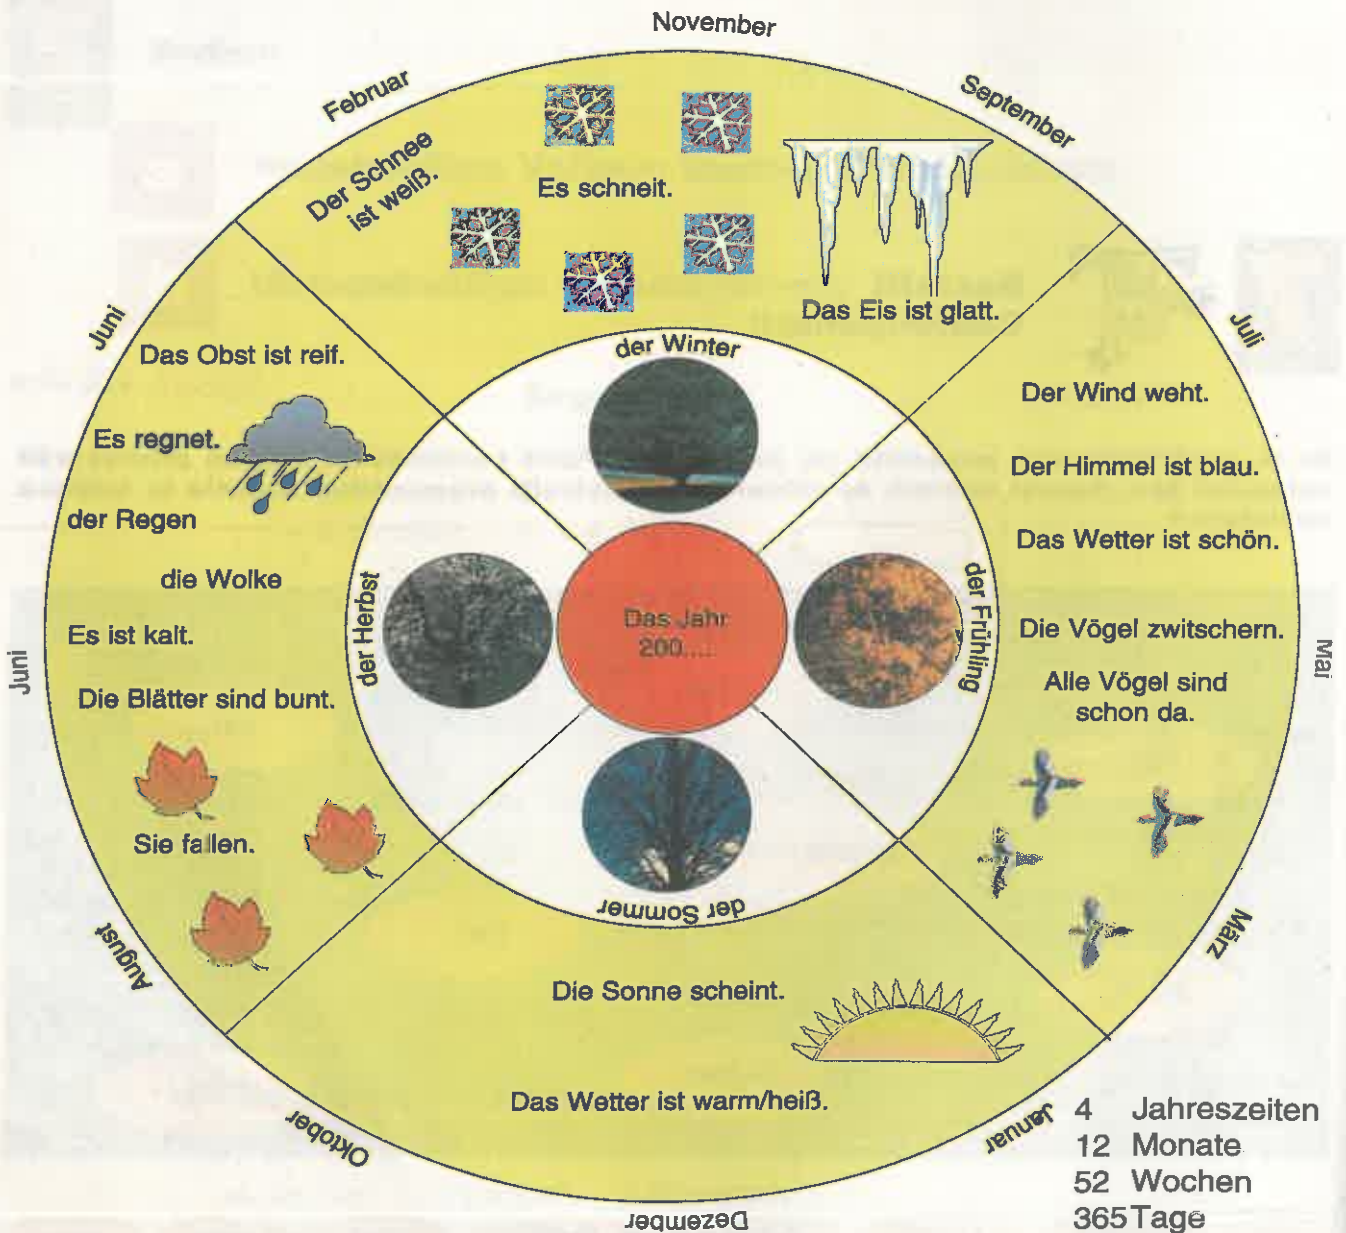 November
Februar
September
Der Schnee
ist weiß.
Es schneit.
Das Eis ist glatt.
Juni
Juli
Das Obst ist reif.
der Winter
Der Wind weht.
Es regnet.
Der Himmel ist blau.
der Regen
Das Wetter ist schön.
die Wolke
der Herbst
Das Jahr
200....
der Frühling
Es ist kalt.
Die Vögel zwitschern.
Juni
Mai
Die Blätter sind bunt.
Alle Vögel sind
schon da.
Sie fallen.
der Sommer
August
März
Die Sonne scheint.
Das Wetter ist warm/heiß.
Oktober
Januar
Dezember
4 Jahreszeiten
12 Monate
52 Wochen
365 Tage